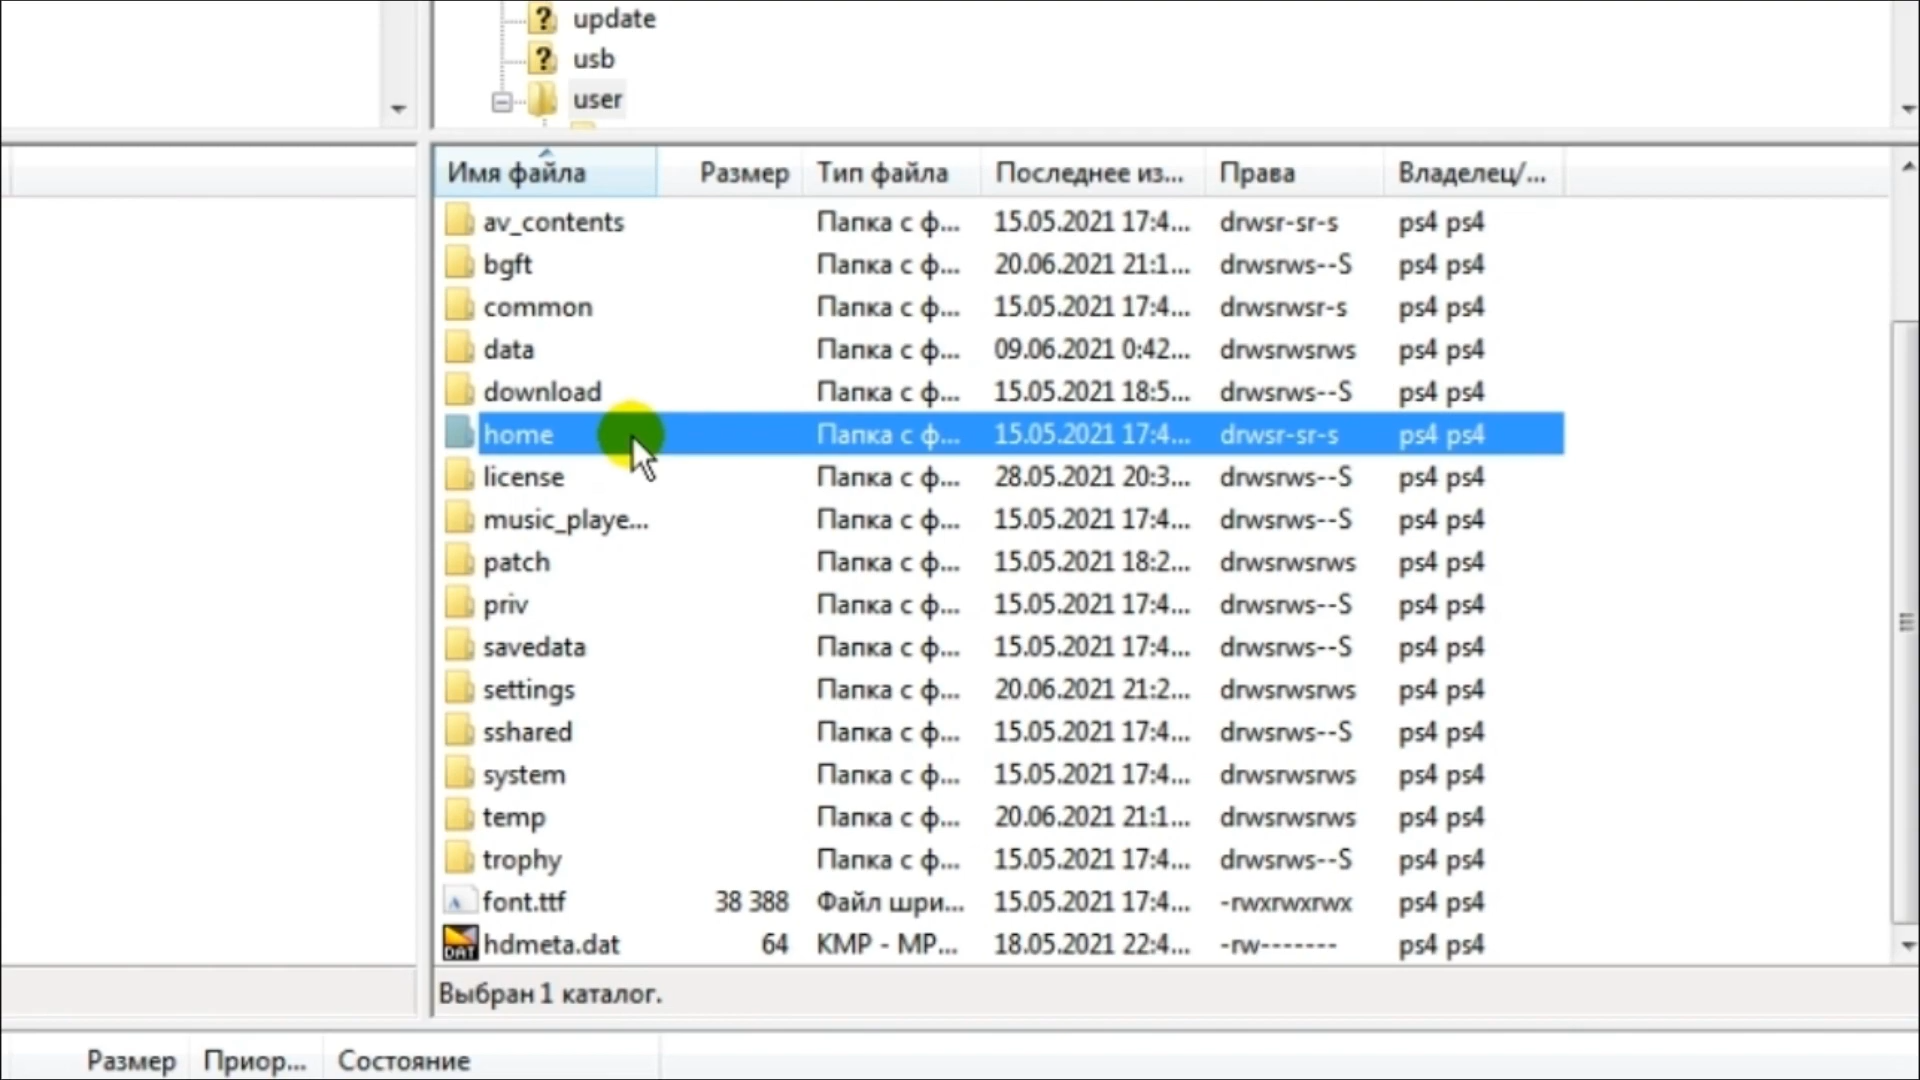 update
usb
user
Имя файла Размер Тип файла Последнее из... Права Владелец/...
av_contents Папка с ф... 15.05.2021 17:4... drwsr-sr-s ps4 ps4
bgft Папка с ф... 20.06.2021 21:1... drwsrws--S ps4 ps4
common Папка с ф... 15.05.2021 17:4... drwsrwsr-s ps4 ps4
data Папка с ф... 09.06.2021 0:42... drwsrwsrws ps4 ps4
download Папка с ф... 15.05.2021 18:5... drwsrws--S ps4 ps4
home Папка с ф... 15.05.2021 17:4... drwsr-sr-s ps4 ps4
license Папка с ф... 28.05.2021 20:3... drwsrws--S ps4 ps4
music_playe... Папка с ф... 15.05.2021 17:4... drwsrws--S ps4 ps4
patch Папка с ф... 15.05.2021 18:2... drwsrwsrws ps4 ps4
priv Папка с ф... 15.05.2021 17:4... drwsrws--S ps4 ps4
savedata Папка с ф... 15.05.2021 17:4... drwsrws--S ps4 ps4
settings Папка с ф... 20.06.2021 21:2... drwsrwsrws ps4 ps4
sshared Папка с ф... 15.05.2021 17:4... drwsrws--S ps4 ps4
system Папка с ф... 15.05.2021 17:4... drwsrwsrws ps4 ps4
temp Папка с ф... 20.06.2021 21:1... drwsrwsrws ps4 ps4
trophy Папка с ф... 15.05.2021 17:4... drwsrws--S ps4 ps4
font.ttf 38 388 Файл шри... 15.05.2021 17:4... -rwxrwxrwx ps4 ps4
DAT hdmeta.dat 64 KMP - MP... 18.05.2021 22:4... -rw------- ps4 ps4
Выбран 1 каталог.
Размер Приор... Состояние